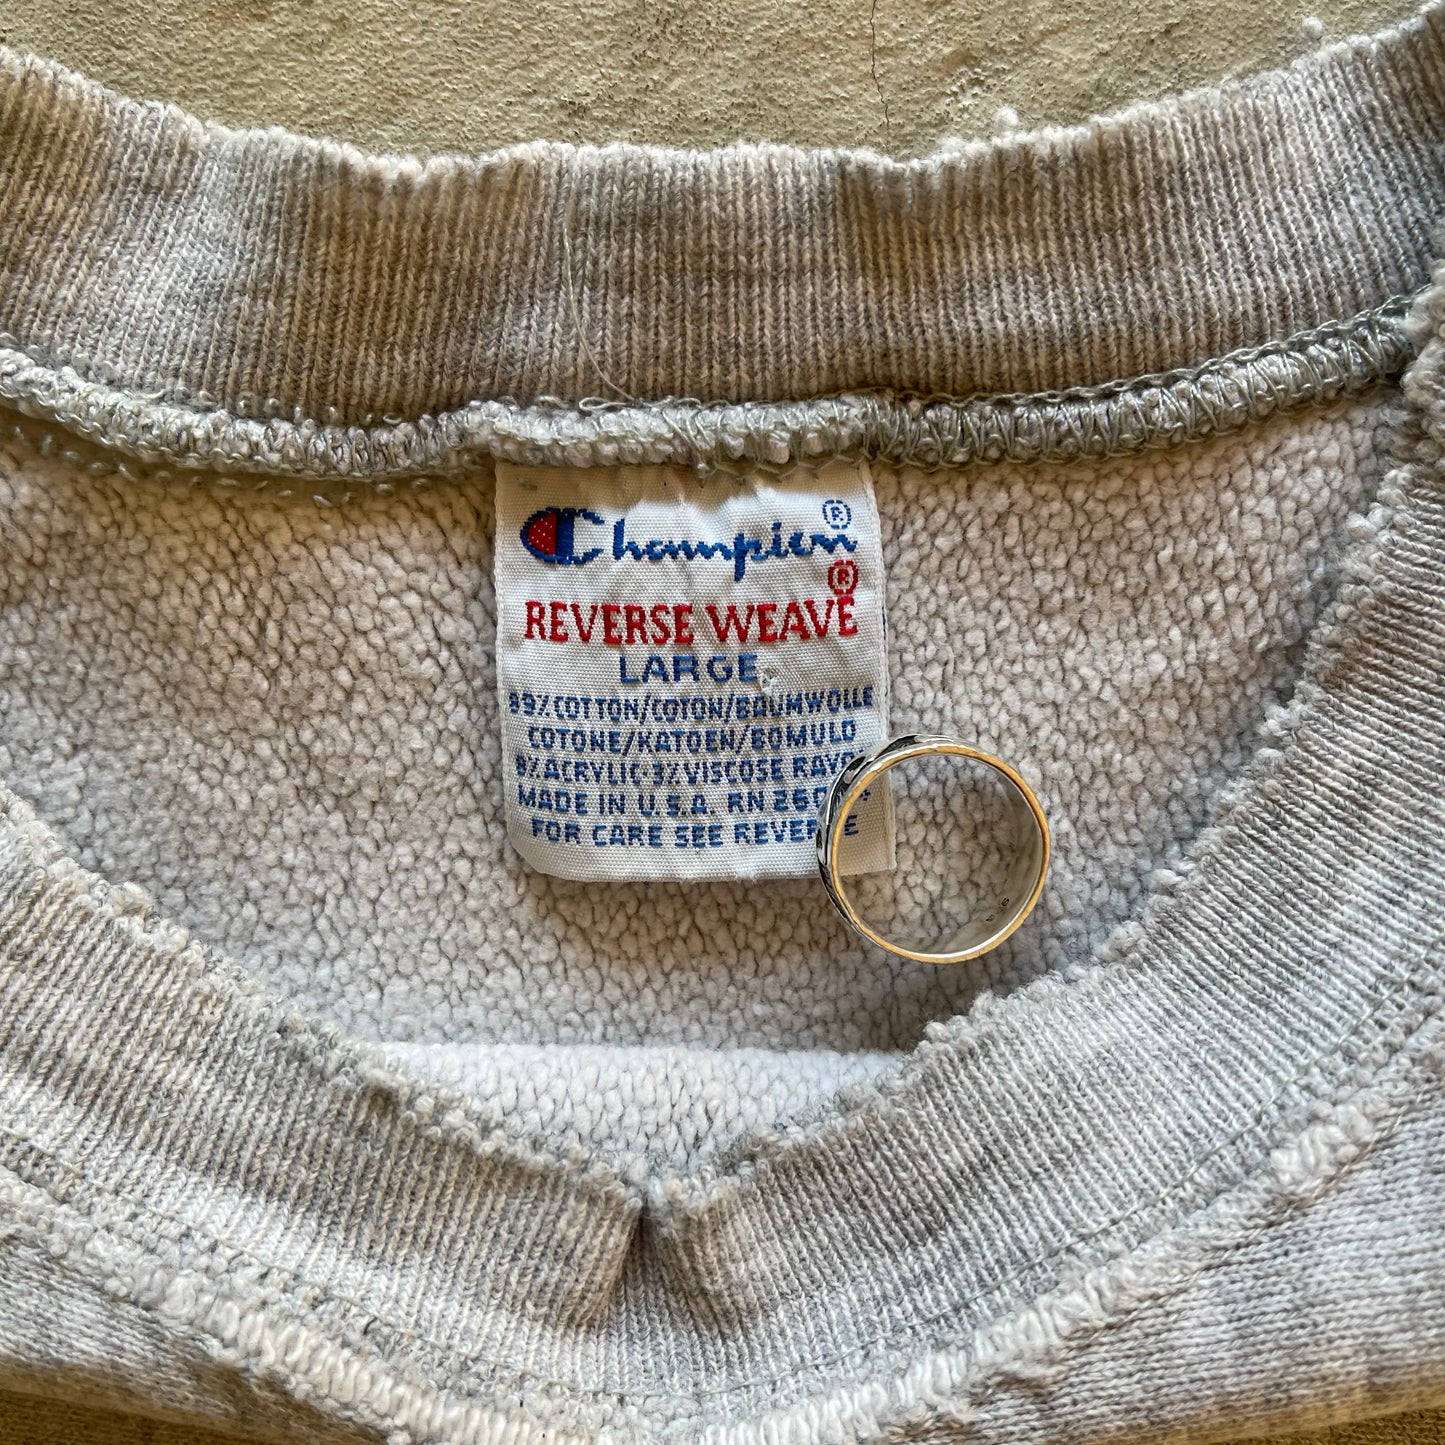 Champion ®
REVERSE WEAVE ®
LARGE
89% COTTON/COTON/BAUMWOLLE
COTONE/KATOEN/BOMULD
8% ACRYLIC-3% VISCOSE
MADE IN U.S.A. RN
FOR CARE SEE